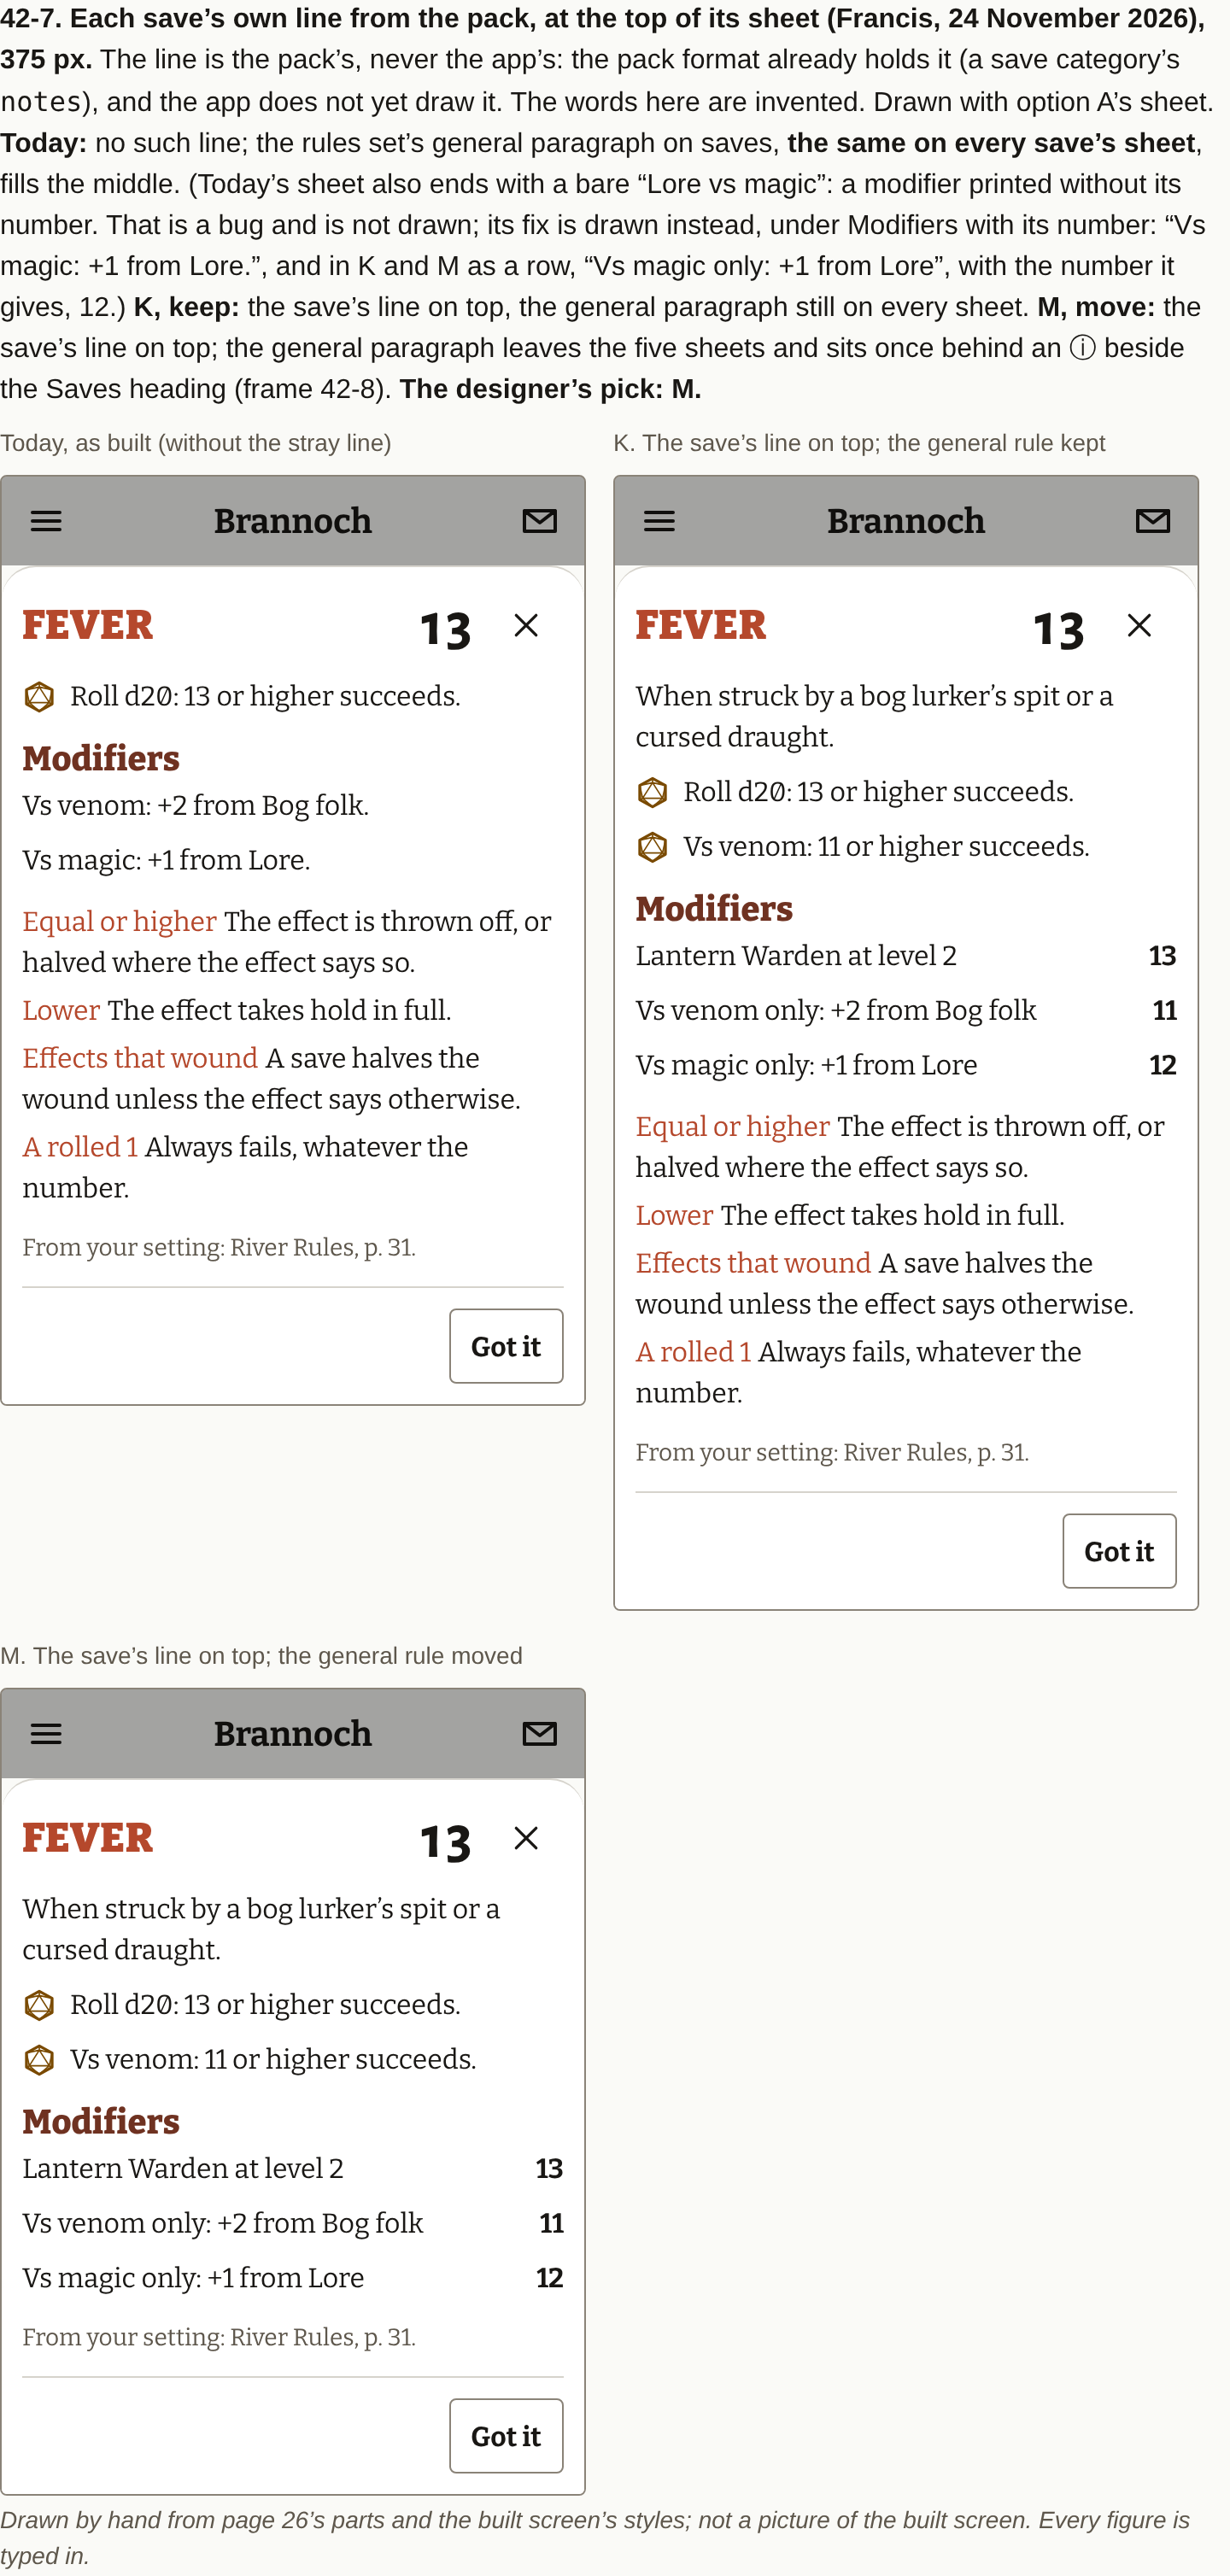 42-7. Each save’s own line from the pack, at the top of its sheet (Francis, 24 November 2026),
375 px. The line is the pack’s, never the app’s: the pack format already holds it (a save category’s
notes), and the app does not yet draw it. The words here are invented. Drawn with option A’s sheet.
Today: no such line; the rules set’s general paragraph on saves, the same on every save’s sheet,
fills the middle. (Today’s sheet also ends with a bare “Lore vs magic”: a modifier printed without its
number. That is a bug and is not drawn; its fix is drawn instead, under Modifiers with its number: “Vs
magic: +1 from Lore.”, and in K and M as a row, “Vs magic only: +1 from Lore”, with the number it
gives, 12.) K, keep: the save’s line on top, the general paragraph still on every sheet. M, move: the
save’s line on top; the general paragraph leaves the five sheets and sits once behind an ⓘ beside
the Saves heading (frame 42-8). The designer’s pick: M.
Today, as built (without the stray line)
Brannoch
FEVER 13
Roll d20: 13 or higher succeeds.
Modifiers
Vs venom: +2 from Bog folk.
Vs magic: +1 from Lore.
Equal or higher The effect is thrown off, or
halved where the effect says so.
Lower The effect takes hold in full.
Effects that wound A save halves the
wound unless the effect says otherwise.
A rolled 1 Always fails, whatever the
number.
From your setting: River Rules, p. 31.
Got it
K. The save’s line on top; the general rule kept
Brannoch
FEVER 13
When struck by a bog lurker’s spit or a
cursed draught.
Roll d20: 13 or higher succeeds.
Vs venom: 11 or higher succeeds.
Modifiers
Lantern Warden at level 2 13
Vs venom only: +2 from Bog folk 11
Vs magic only: +1 from Lore 12
Equal or higher The effect is thrown off, or
halved where the effect says so.
Lower The effect takes hold in full.
Effects that wound A save halves the
wound unless the effect says otherwise.
A rolled 1 Always fails, whatever the
number.
From your setting: River Rules, p. 31.
Got it
M. The save’s line on top; the general rule moved
Brannoch
FEVER 13
When struck by a bog lurker’s spit or a
cursed draught.
Roll d20: 13 or higher succeeds.
Vs venom: 11 or higher succeeds.
Modifiers
Lantern Warden at level 2 13
Vs venom only: +2 from Bog folk 11
Vs magic only: +1 from Lore 12
From your setting: River Rules, p. 31.
Got it
Drawn by hand from page 26’s parts and the built screen’s styles; not a picture of the built screen. Every figure is
typed in.